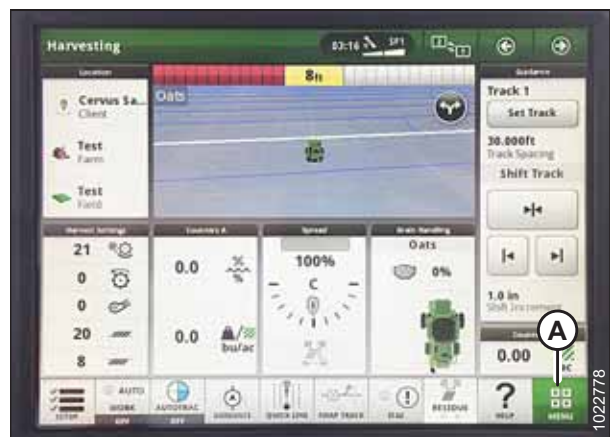 Harvesting
03:16
SP1
Location
8ft
Guidance
Cervus Sa...
Client
Oats
Track 1
Set Track
Test
Farm
30.000ft
Track Spacing
Shift Track
Test
Field
Harvest Settings
Spread
Grain Handling
21
0
0
20
8
0.0
%
%
0.0
bu/ac
100%
C
Oats
0%
1.0 in
Shift Increment
A
0.00
SETUP
AUTO
WORK
OFF
AUTOTRAC
OFF
GUIDANCE
QUICK LINE
SWAP TRACK
RESIDUE
?
HELP
MENU
1022778